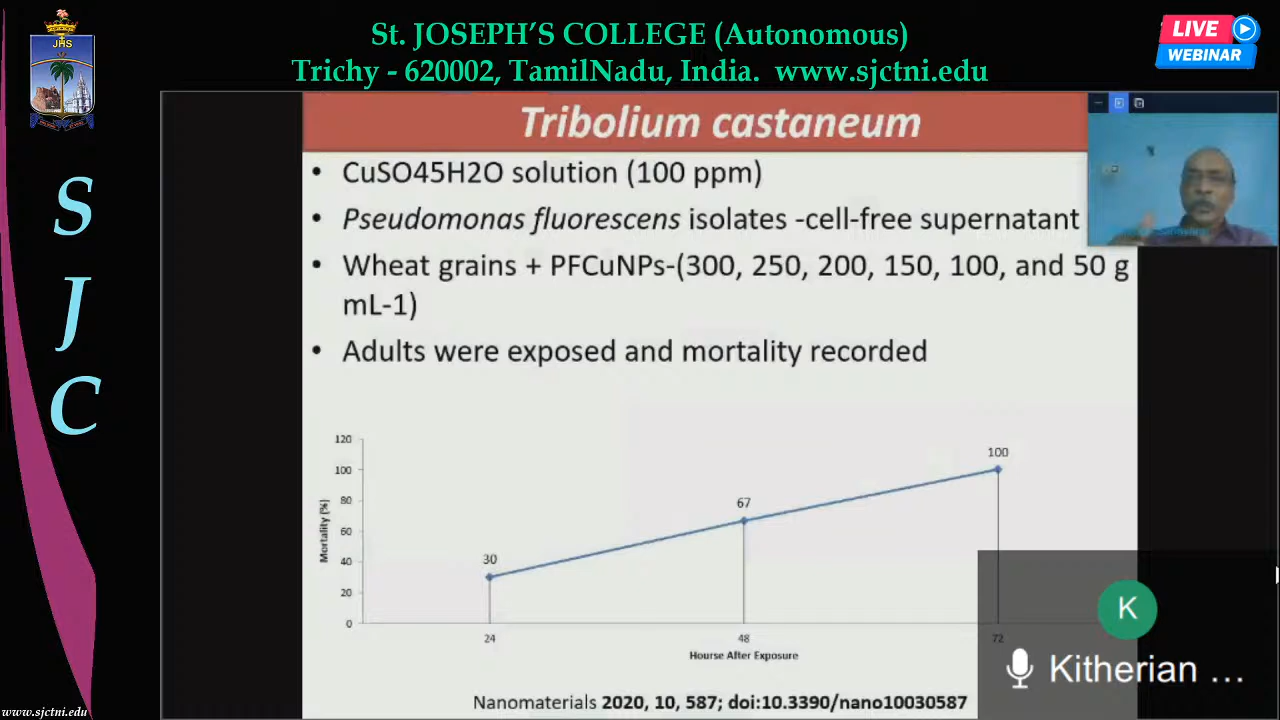 St. JOSEPH'S COLLEGE (Autonomous)
Trichy - 620002, TamilNadu, India. www.sjctni.edu
JHS
LIVE
WEBINAR
S
J
C
Tribolium castaneum
• CuSO45H2O solution (100 ppm)
• Pseudomonas fluorescens isolates -cell-free supernatant
• Wheat grains + PFCuNPs-(300, 250, 200, 150, 100, and 50 g
mL-1)
• Adults were exposed and mortality recorded
120
100
80
60
40
20
0
Mortality (%)
30
67
100
24
48
72
Hourse After Exposure
K
Kitherian ...
Nanomaterials 2020, 10, 587; doi:10.3390/nano10030587
www.sjctni.edu